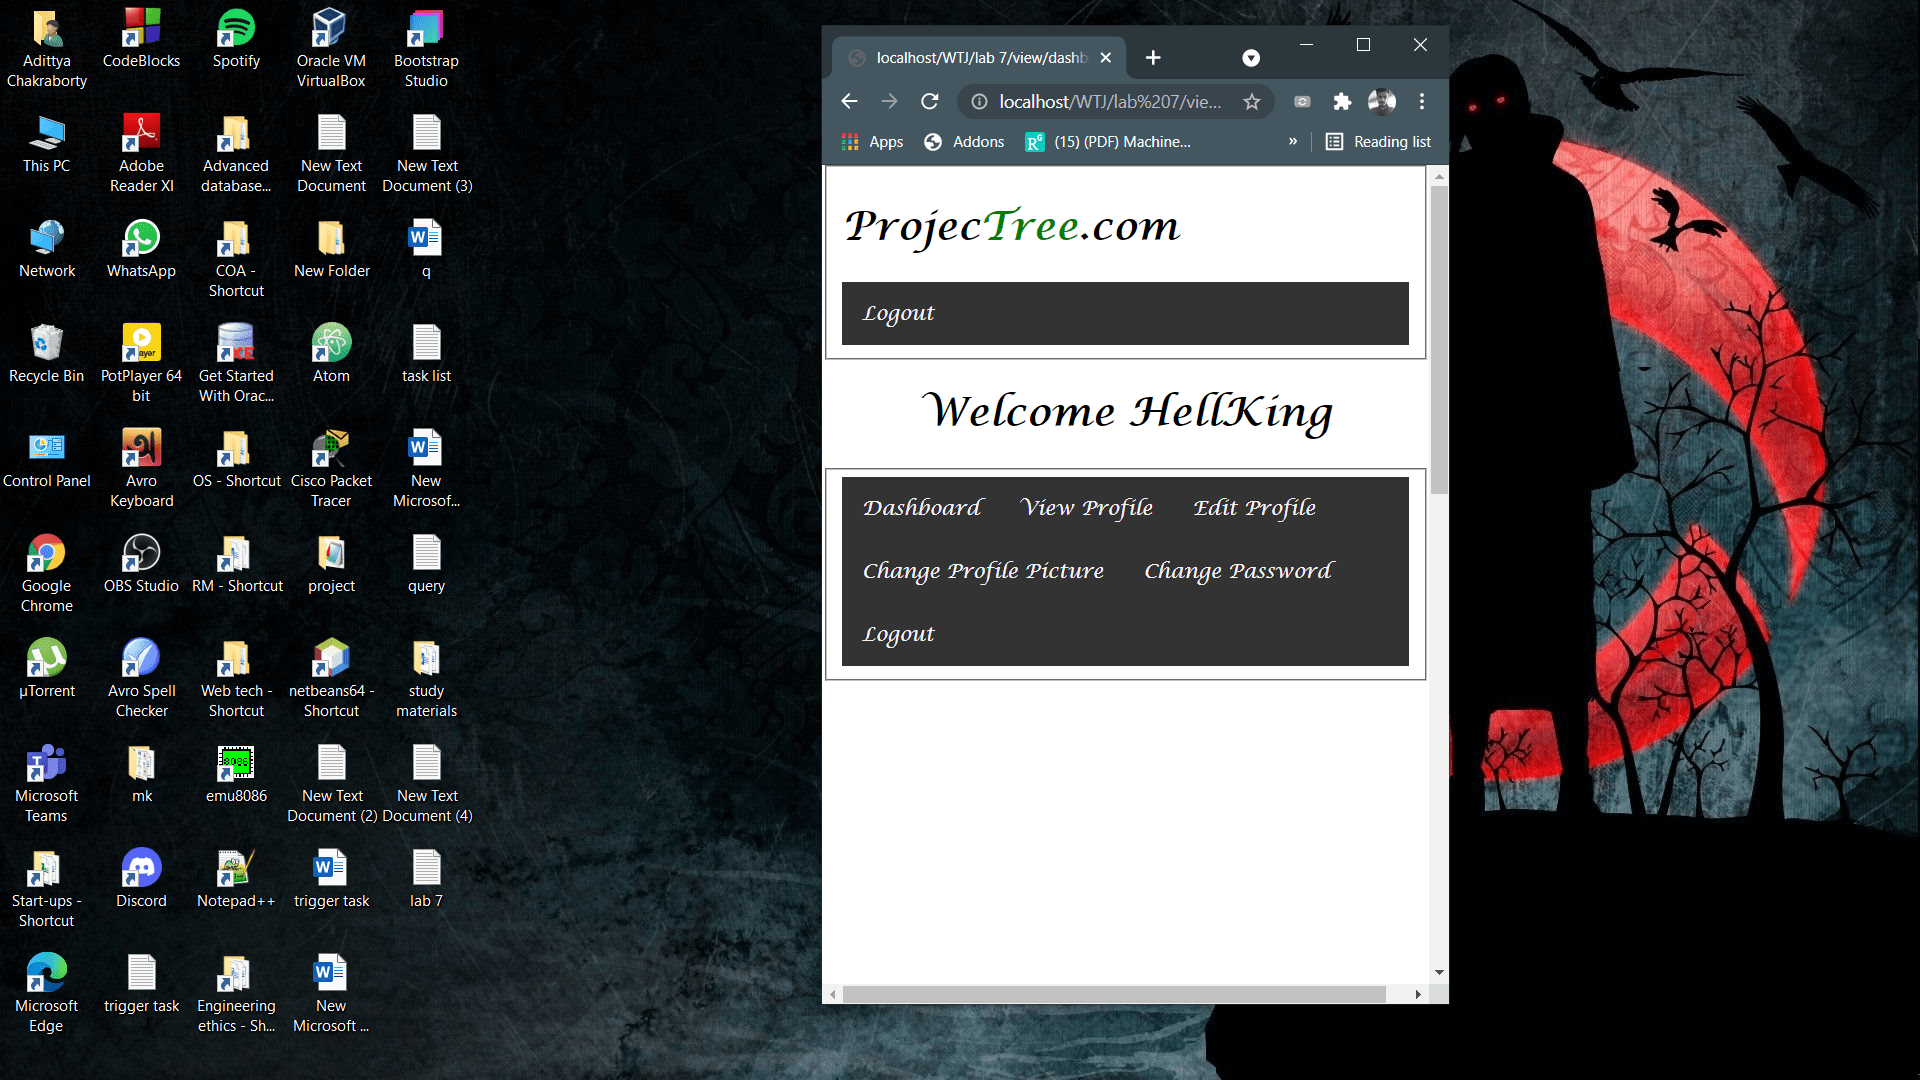 Adittya
Chakraborty
CodeBlocks
Spotify
Oracle VM
VirtualBox
Bootstrap
Studio
This PC
Adobe
Reader XI
Advanced
database...
New Text
Document
New Text
Document (3)
Network
WhatsApp
COA -
Shortcut
New Folder
q
Recycle Bin
PotPlayer 64
bit
Get Started
With Orac...
Atom
task list
Control Panel
Avro
Keyboard
OS - Shortcut
Cisco Packet
Tracer
New
Microsof...
Google
Chrome
OBS Studio
RM - Shortcut
project
query
µTorrent
Avro Spell
Checker
Web tech -
Shortcut
netbeans64 -
Shortcut
study
materials
Microsoft
Teams
mk
8086
emu8086
New Text
Document (2)
New Text
Document (4)
Start-ups -
Shortcut
Discord
Notepad++
trigger task
lab 7
Microsoft
Edge
trigger task
Engineering
ethics - Sh...
New
Microsoft ...
localhost/WTJ/lab 7/view/dashb
localhost/WTJ/lab%207/vie...
Apps
Addons
(15) (PDF) Machine...
»
Reading list
ProjecTree.com
Logout
Welcome HellKing
Dashboard View Profile Edit Profile
Change Profile Picture Change Password
Logout